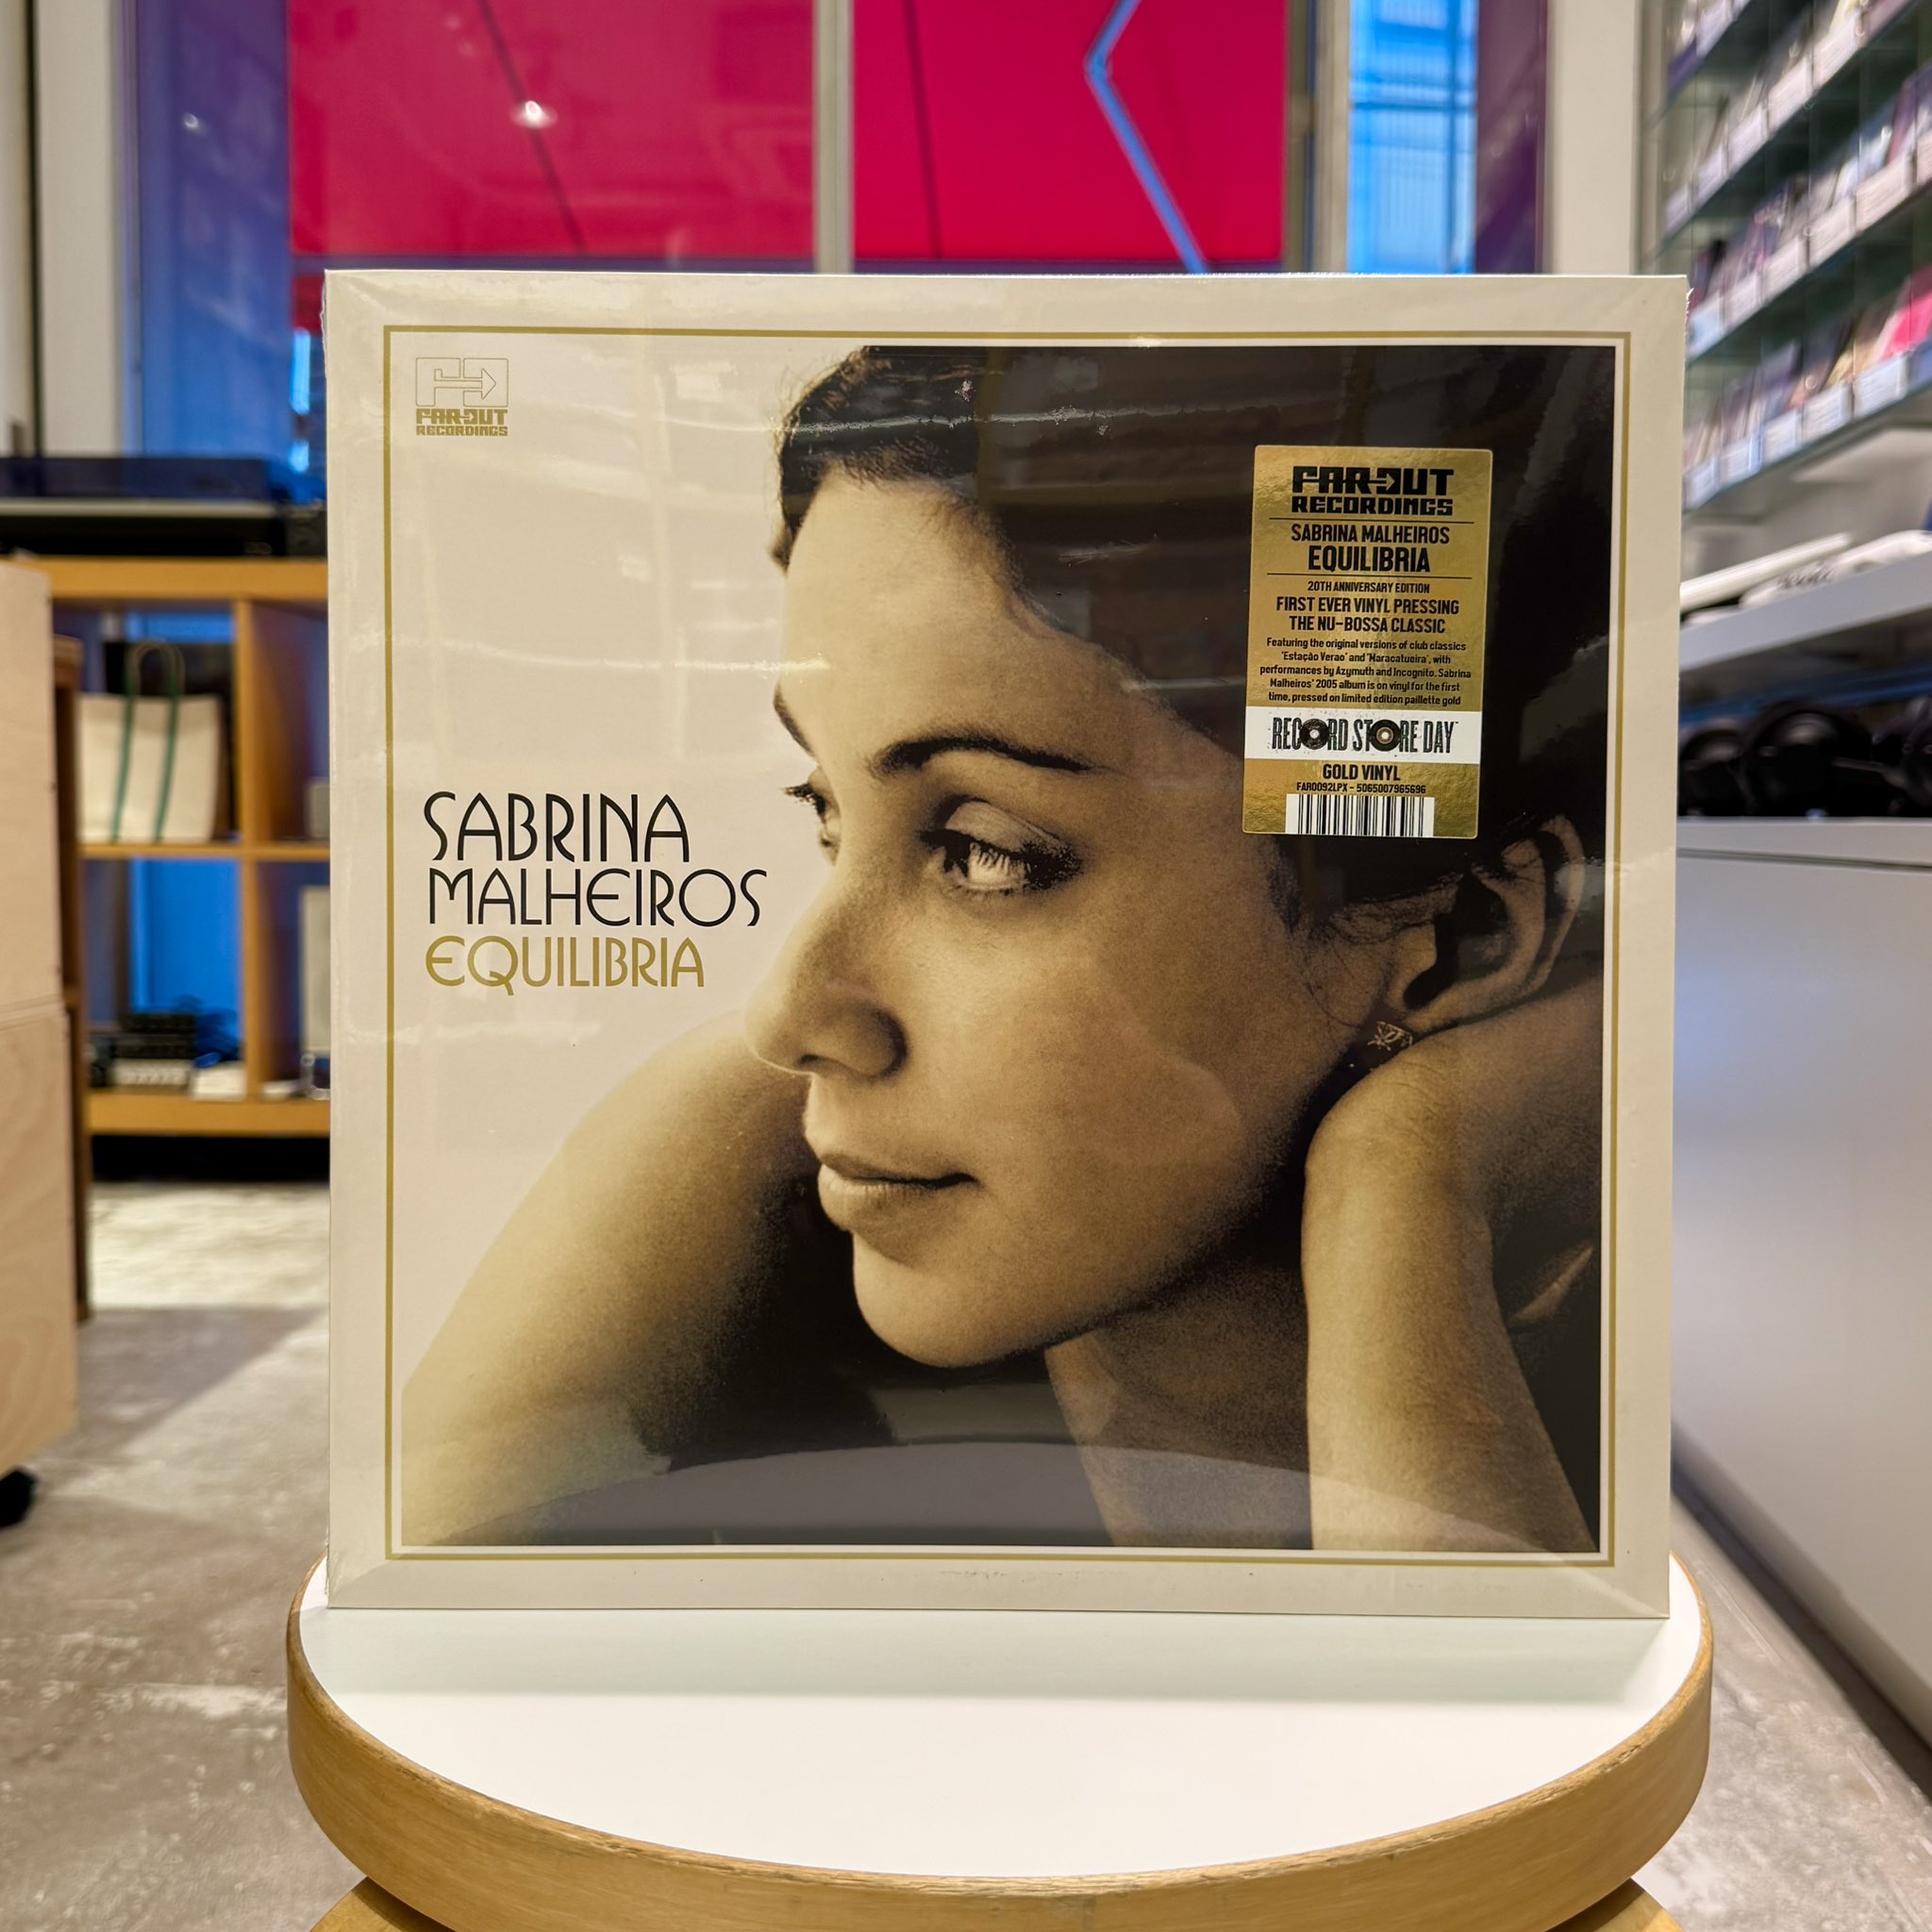 FAR OUT
RECORDINGS
SABRINA
MALHEIROS
EQUILIBRIA
FAR OUT
RECORDINGS
SABRINA MALHEIROS
EQUILIBRIA
20TH ANNIVERSARY EDITION
FIRST EVER VINYL PRESSING
THE NU-BOSSA CLASSIC
Featuring the original versions of club classics
'Estação Verao' and 'Maracatueira', with
performances by Azymuth and Incognito. Sabrina
Malheiros' 2005 album is on vinyl for the first
time, pressed on limited edition paillette gold
RECORD STORE DAY
GOLD VINYL
FARO092LPX - 5065007965696